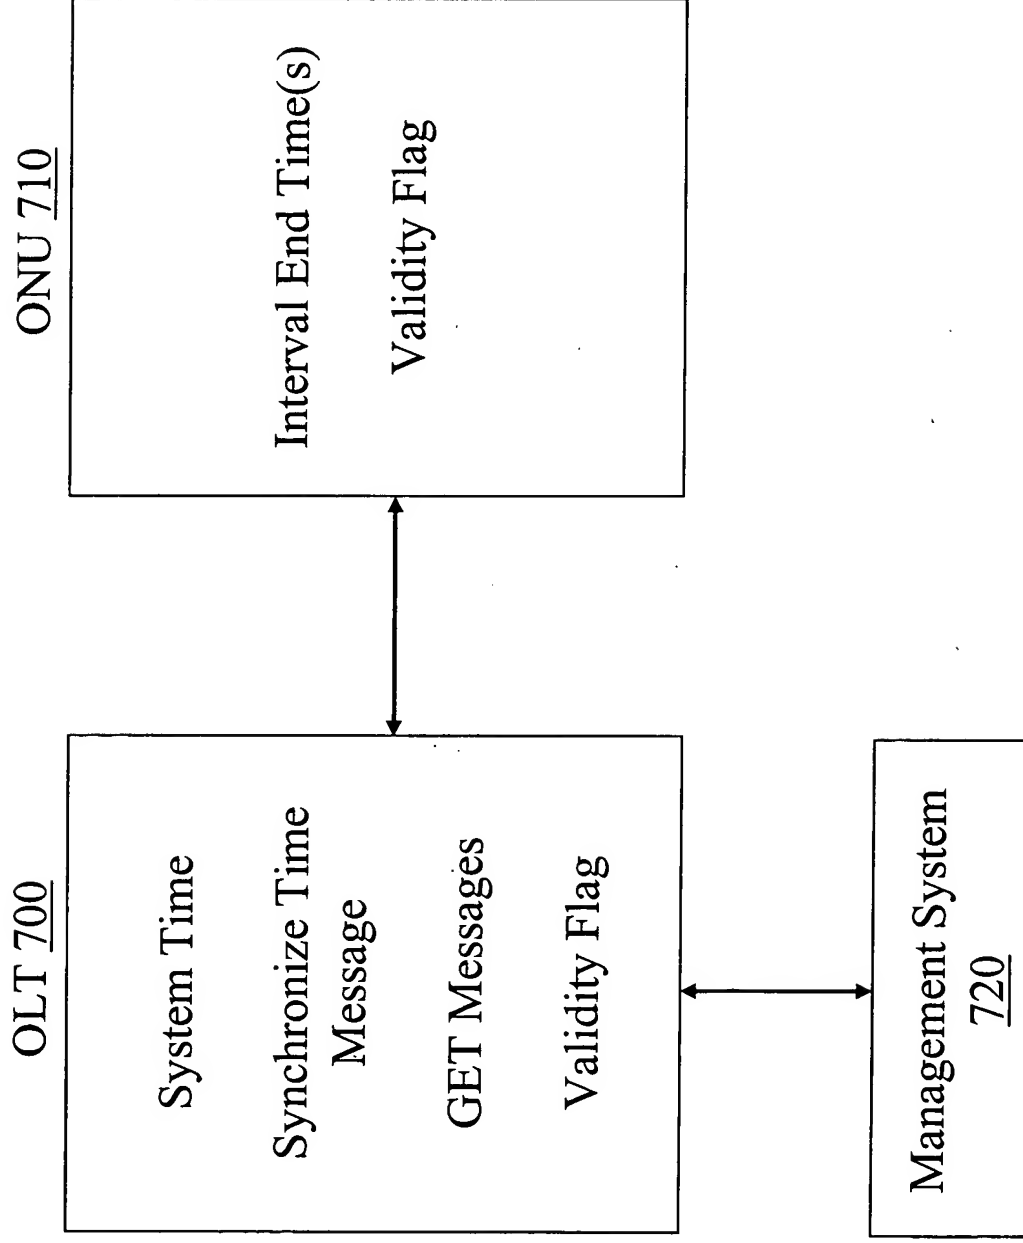 OLT 700
System Time
Synchronize Time
Message
GET Messages
Validity Flag
Management System
720
ONU 710
Interval End Time(s)
Validity Flag